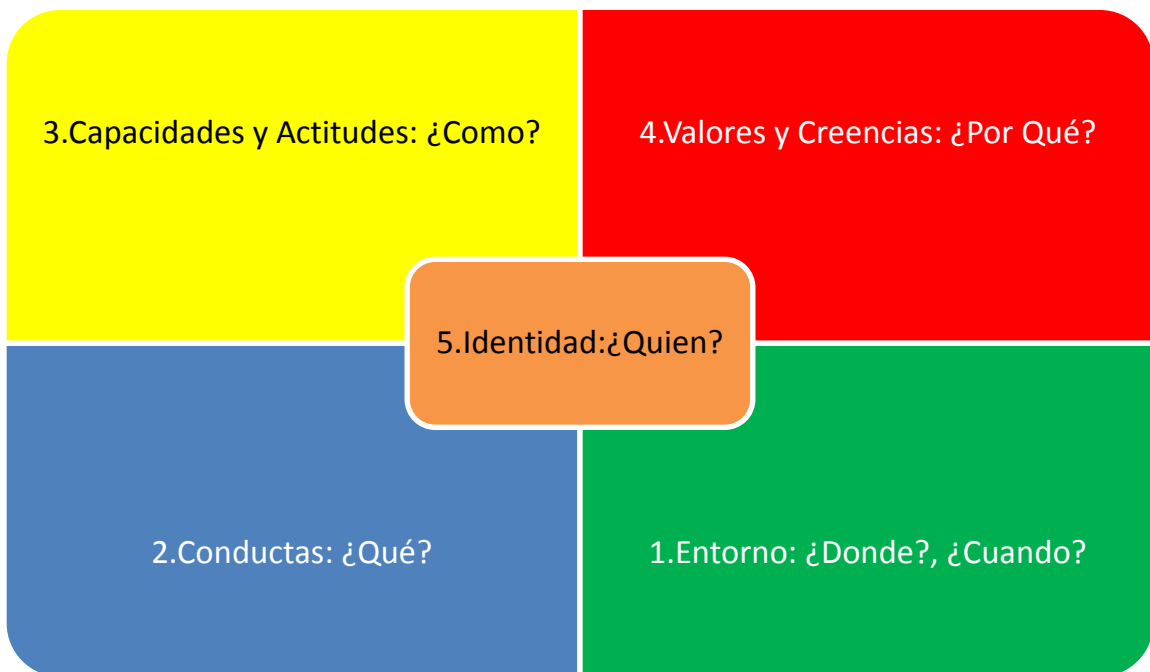 3.Capacidades y Actitudes: ¿Como?
4.Valores y Creencias: ¿Por Qué?
5.Identidad:¿Quien?
2.Conductas: ¿Qué?
1.Entorno: ¿Donde?, ¿Cuando?